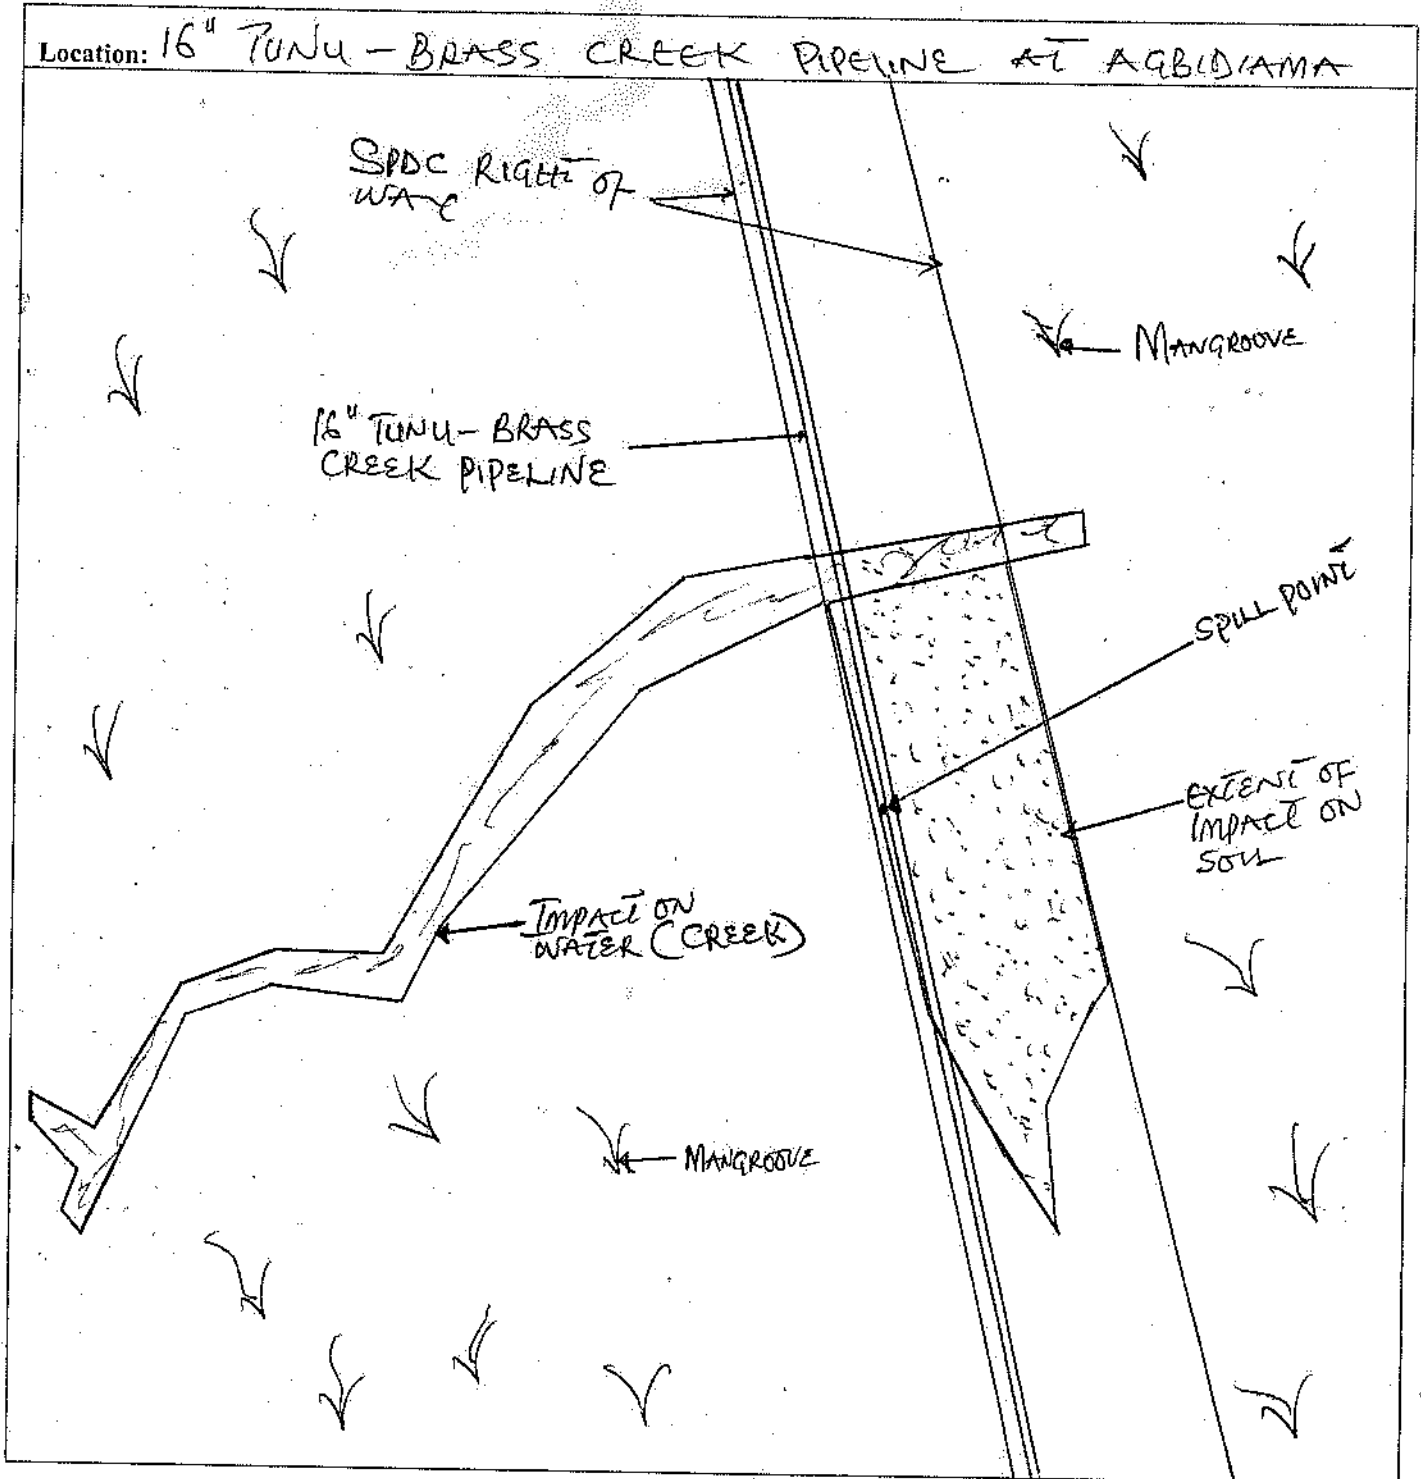 Location: 16" TUNU - BRASS CREEK PIPELINE AT AGBIDIAMA
SPDC RIGHT OF
WAY
MANGROOVE
16" TUNU - BRASS
CREEK PIPELINE
SPILL POINT
EXTENT OF
IMPACT ON
SOIL
IMPACT ON
WATER (CREEK)
MANGROOVE